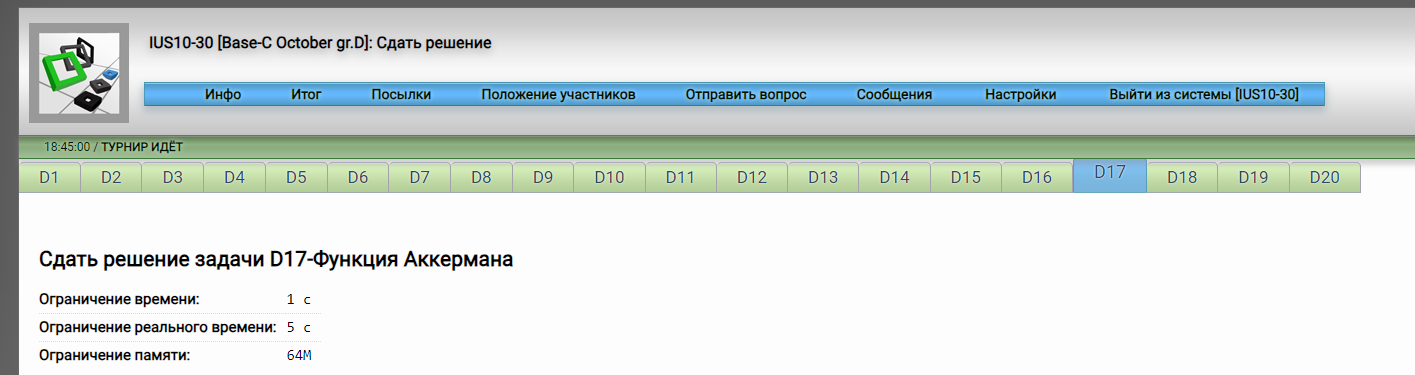 IUS10-30 [Base-C October gr.D]: Сдать решение
Инфо Итог Посылки Положение участников Отправить вопрос Сообщения Настройки Выйти из системы [IUS10-30]
18:45:00 / ТУРНИР ИДЁТ
D1 D2 D3 D4 D5 D6 D7 D8 D9 D10 D11 D12 D13 D14 D15 D16 D17 D18 D19 D20
Сдать решение задачи D17-Функция Аккермана
Ограничение времени: 1 с
Ограничение реального времени: 5 с
Ограничение памяти: 64M